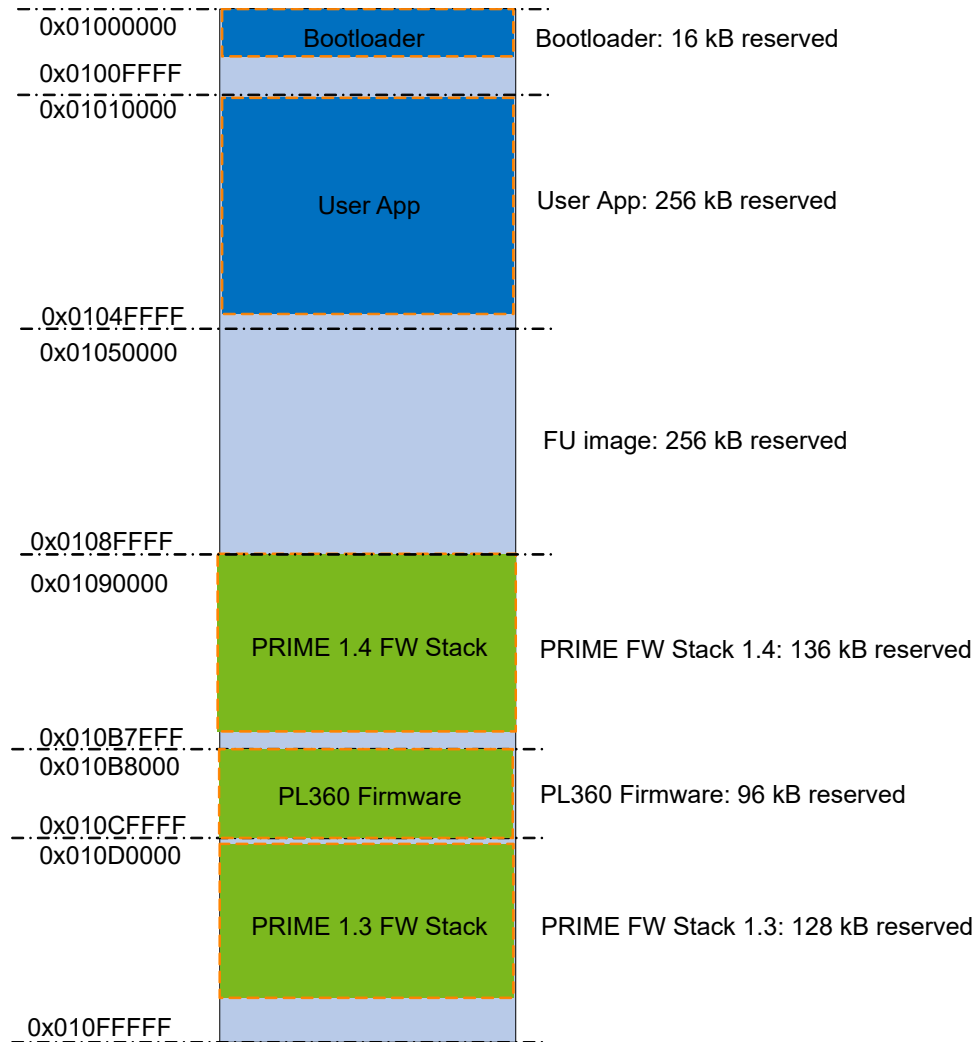 0x01000000
Bootloader
Bootloader: 16 kB reserved
0x0100FFFF
0x01010000
User App
User App: 256 kB reserved
0x0104FFFF
0x01050000
FU image: 256 kB reserved
0x0108FFFF
0x01090000
PRIME 1.4 FW Stack
PRIME FW Stack 1.4: 136 kB reserved
0x010B7FFF
0x010B8000
PL360 Firmware
PL360 Firmware: 96 kB reserved
0x010CFFFF
0x010D0000
PRIME 1.3 FW Stack
PRIME FW Stack 1.3: 128 kB reserved
0x010FFFFF